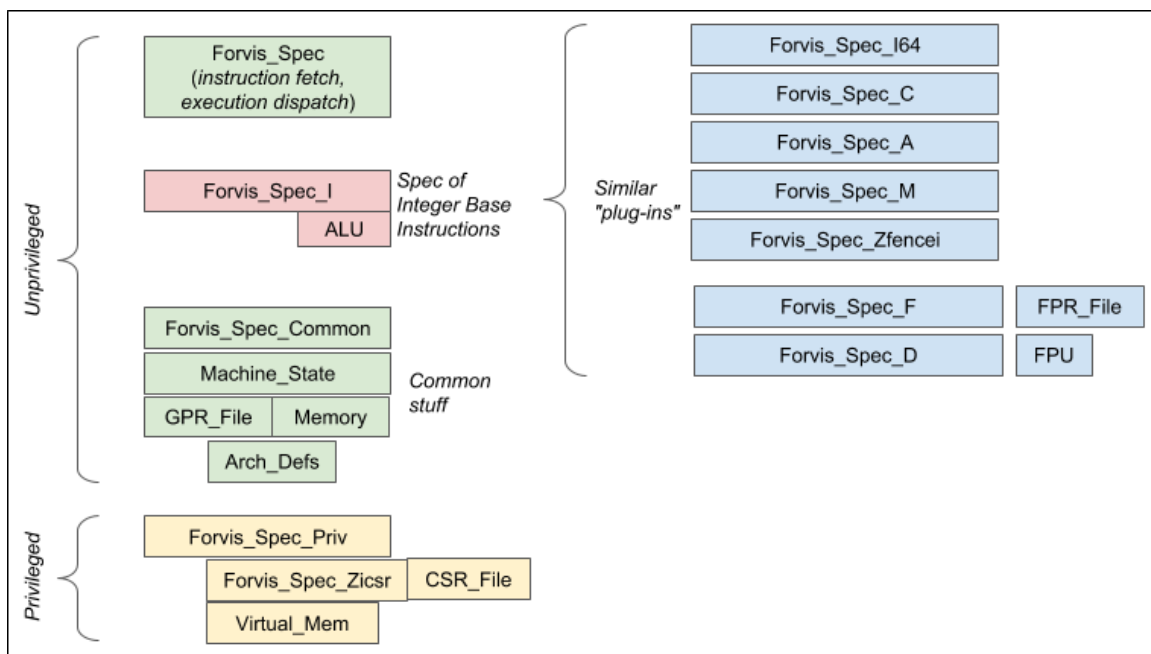 Unprivileged
Forvis_Spec
(instruction fetch,
execution dispatch)
Forvis_Spec_I
ALU
Spec of
Integer Base
Instructions
Forvis_Spec_Common
Machine_State
GPR_File
Memory
Arch_Defs
Common
stuff
Similar
"plug-ins"
Forvis_Spec_I64
Forvis_Spec_C
Forvis_Spec_A
Forvis_Spec_M
Forvis_Spec_Zfencei
Forvis_Spec_F
FPR_File
Forvis_Spec_D
FPU
Privileged
Forvis_Spec_Priv
Forvis_Spec_Zicsr
CSR_File
Virtual_Mem